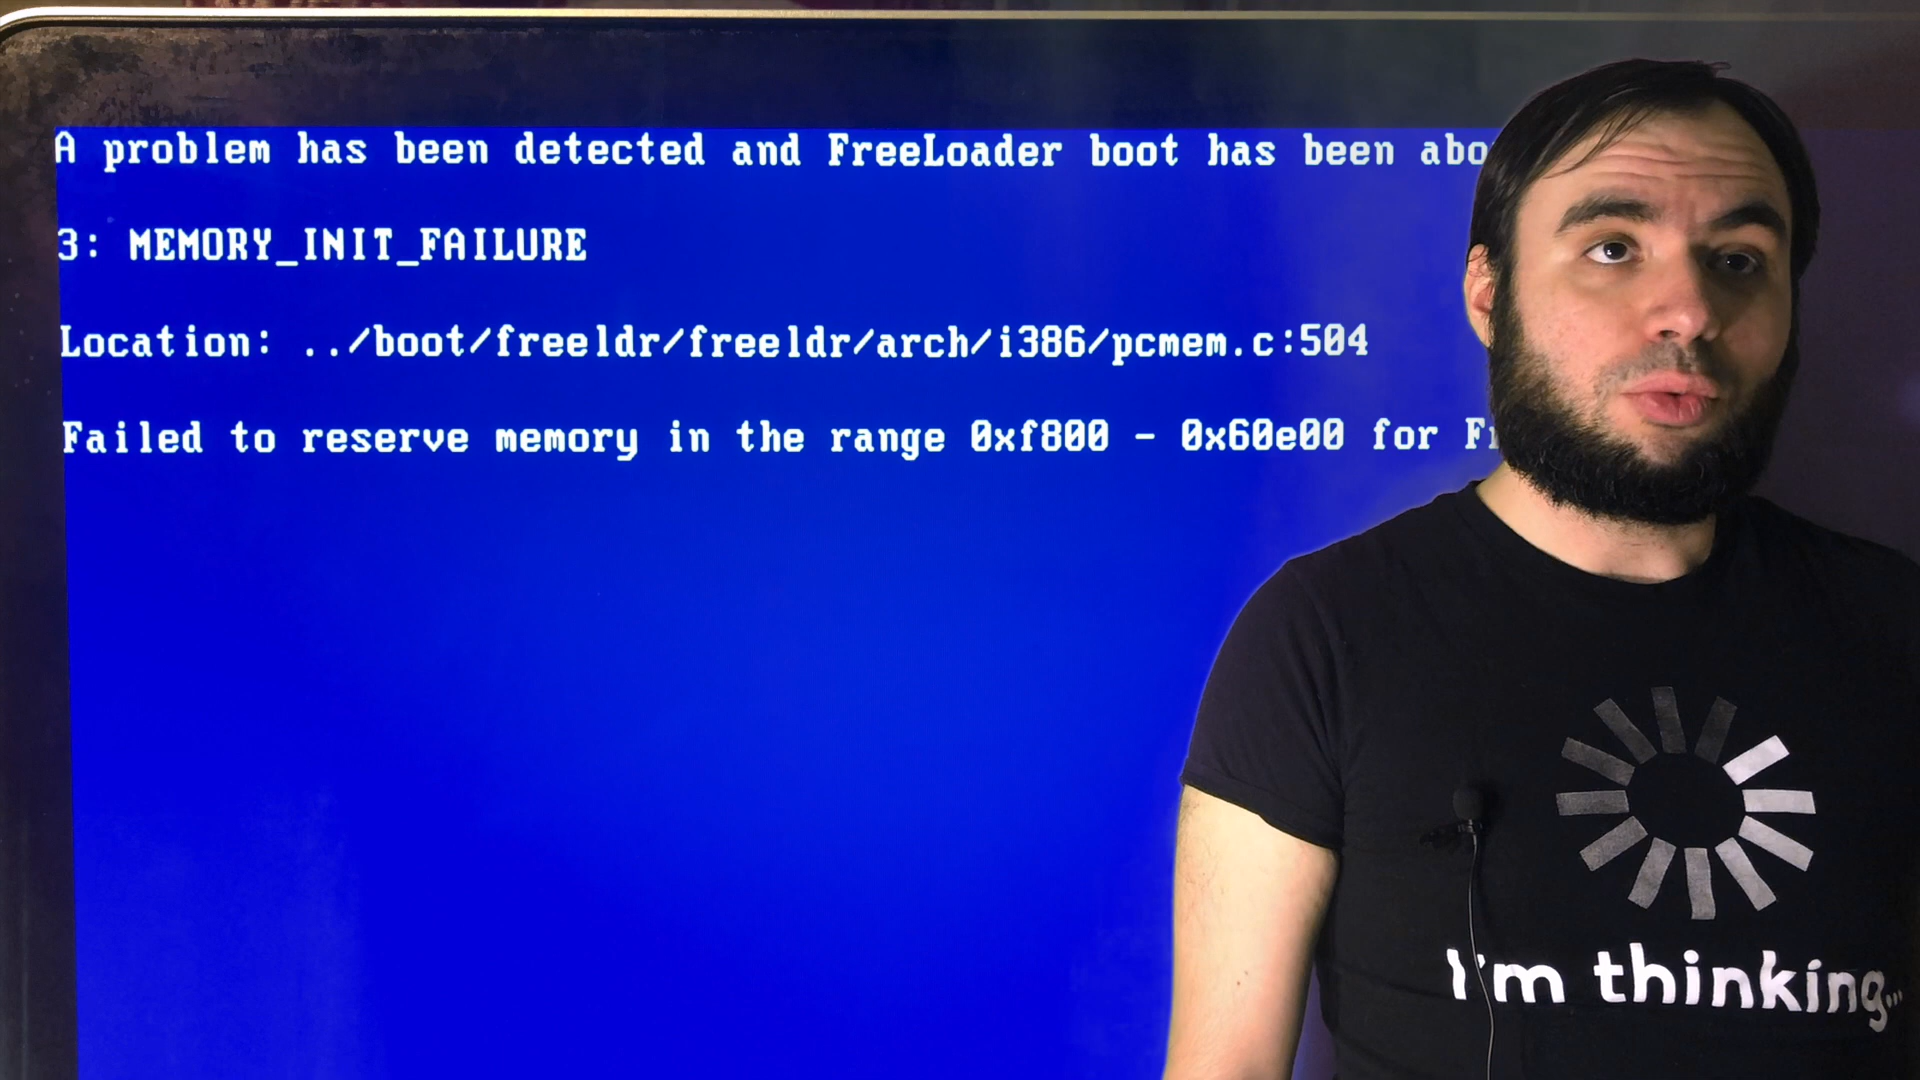 A problem has been detected and FreeLoader boot has been
3: MEMORY_INIT_FAILURE
Location: ../boot/freeldr/freeldr/arch/i386/pcmem.c:504
Failed to reserve memory in the range 0xf800 - 0x60e00 for
I'm thinking...